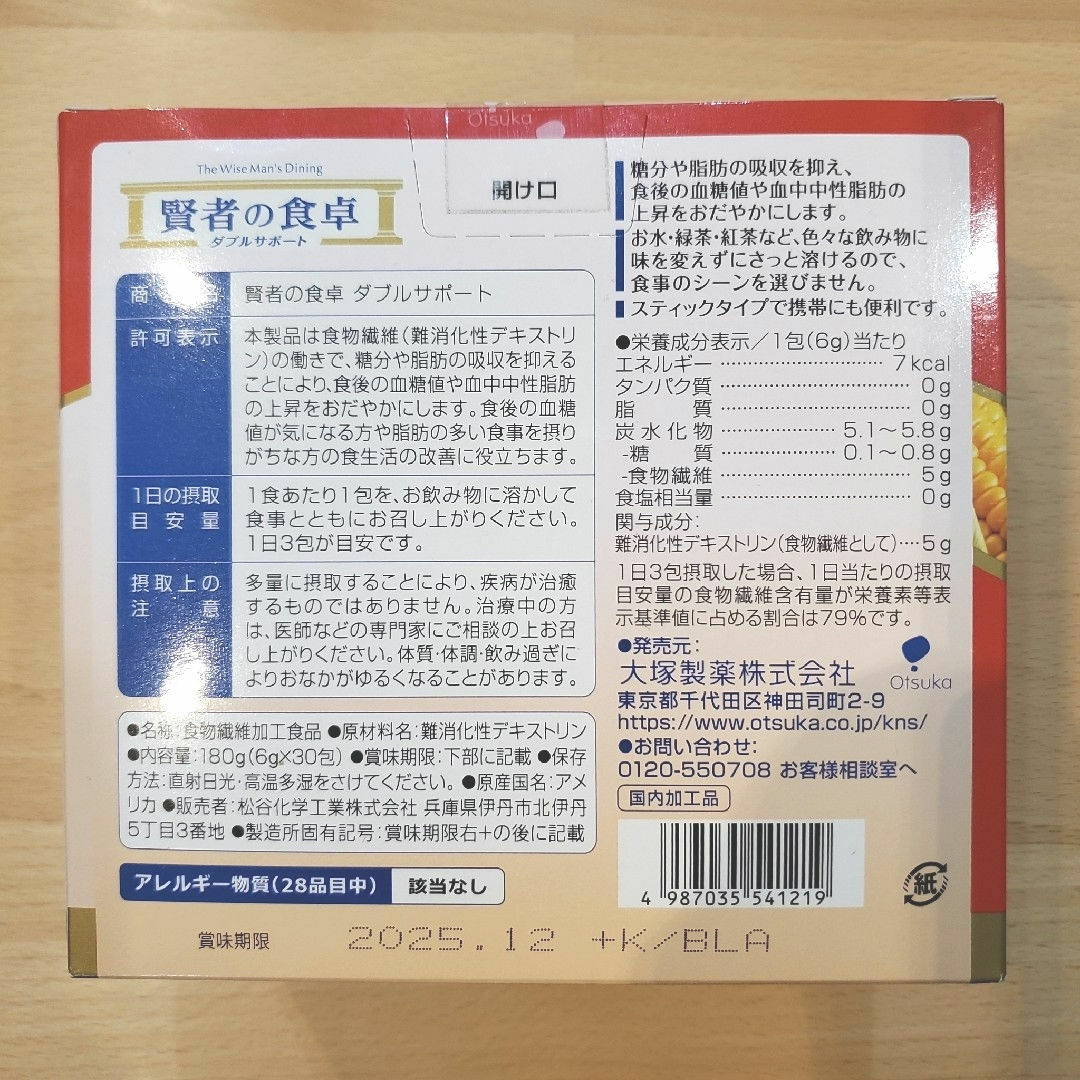 Otsuka
開け口
The Wise Man's Dining
賢者の食卓
ダブルサポート
商 名
賢者の食卓 ダブルサポート
許可表示
本製品は食物繊維(難消化性デキストリ
ン)の働きで、糖分や脂肪の吸収を抑える
ことにより、食後の血糖値や血中中性脂肪
の上昇をおだやかにします。食後の血糖
値が気になる方や脂肪の多い食事を摂り
がちな方の食生活の改善に役立ちます。
1日の摂取
目安量
1食あたり1包を、お飲み物に溶かして
食事とともにお召し上がりください。
1日3包が目安です。
摂取上の
注意
多量に摂取することにより、疾病が治癒
するものではありません。治療中の方
は、医師などの専門家にご相談の上お召
し上がりください。体質・体調・飲み過ぎに
よりおなかがゆるくなることがあります。
●名称:食物繊維加工食品 ●原材料名:難消化性デキストリン
●内容量:180g(6g×30包) ●賞味期限:下部に記載 ●保存
方法:直射日光・高温多湿をさけてください。 ●原産国名:アメ
リカ ●販売者:松谷化学工業株式会社 兵庫県伊丹市北伊丹
5丁目3番地 ●製造所固有記号:賞味期限右+の後に記載
アレルギー物質(28品目中) 該当なし
糖分や脂肪の吸収を抑え、
食後の血糖値や血中中性脂肪の
上昇をおだやかにします。
お水・緑茶・紅茶など、色々な飲み物に
味を変えずにさっと溶けるので、
食事のシーンを選びません。
スティックタイプで携帯にも便利です。
●栄養成分表示/1包(6g)当たり
エネルギー 7kcal
タンパク質 0g
脂質 0g
炭水化物 5.1~5.8g
-糖質 0.1~0.8g
-食物繊維 5g
食塩相当量 0g
関与成分:
難消化性デキストリン(食物繊維として)…5g
1日3包摂取した場合、1日当たりの摂取
目安量の食物繊維含有量が栄養素等表
示基準値に占める割合は79%です。
●発売元:
大塚製薬株式会社
Otsuka
東京都千代田区神田司町2-9
https://www.otsuka.co.jp/kns/
●お問い合わせ:
0120-550708 お客様相談室へ
国内加工品
4 987035 541219
紙
賞味期限 2025.12 +K/BLA